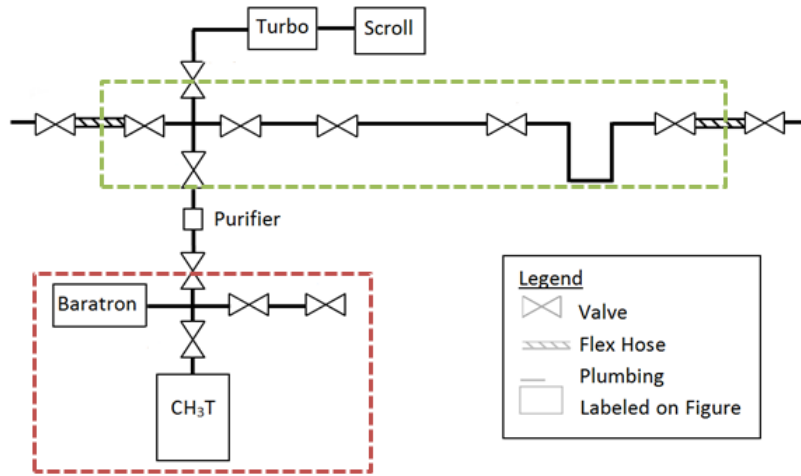 Turbo
Scroll
Purifier
Baratron
CH₃T
Legend
Valve
Flex Hose
Plumbing
Labeled on Figure